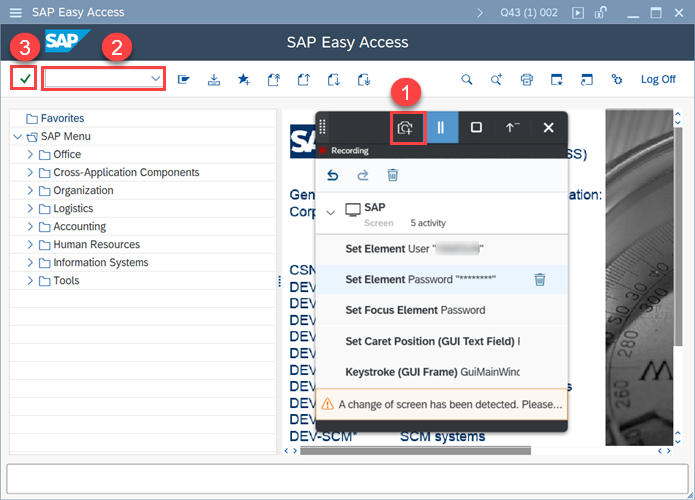 SAP Easy Access
Q43 (1) 002
3
SAP
2
SAP Easy Access
Log Off
1
Favorites
SAP Menu
Office
Cross-Application Components
Organization
Logistics
Accounting
Human Resources
Information Systems
Tools
SS)
Gen
ation:
Corp
CSN
DEV-
DEV-
DEV-
DEV-
DEV-
DEV-
DEV-
s
DEV-
DEV-SCM* SCM systems
Recording
SAP
Screen 5 activity
Set Element User "
"
Set Element Password "********"
Set Focus Element Password
Set Caret Position (GUI Text Field) F
Keystroke (GUI Frame) GuiMainWind
A change of screen has been detected. Please...
240
260
280